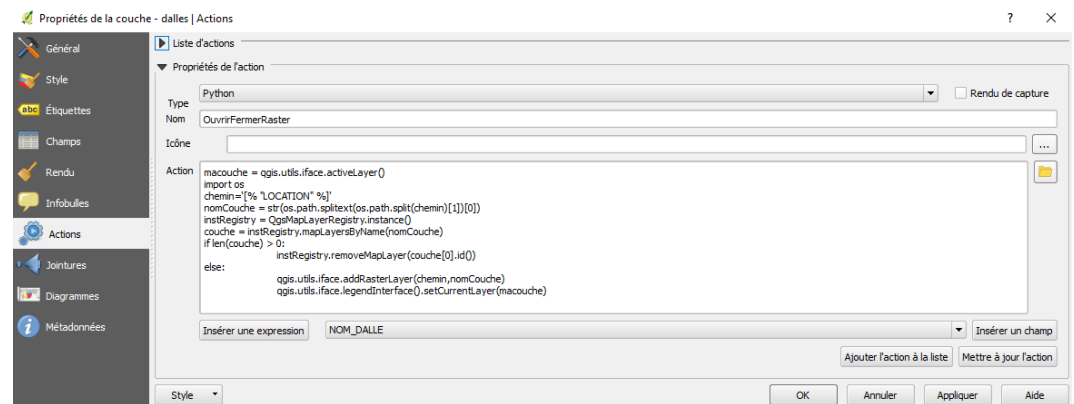 Propriétés de la couche - dalles | Actions
?
Général
Style
abc Étiquettes
Champs
Rendu
Infobulles
Actions
Jointures
Diagrammes
Métadonnées
Liste d'actions
Propriétés de l'action
Type Python Rendu de capture
Nom OuvrirFermerRaster
Icône ...
Action macouche = qgis.utils.iface.activeLayer()
import os
chemin='[% "LOCATION" %]'
nomCouche = str(os.path.splitext(os.path.split(chemin)[1])[0])
instRegistry = QgsMapLayerRegistry.instance()
couche = instRegistry.mapLayersByName(nomCouche)
if len(couche) > 0:
instRegistry.removeMapLayer(couche[0].id())
else:
qgis.utils.iface.addRasterLayer(chemin,nomCouche)
qgis.utils.iface.legendInterface().setCurrentLayer(macouche)
Insérer une expression NOM_DALLE Insérer un champ
Ajouter l'action à la liste Mettre à jour l'action
Style OK Annuler Appliquer Aide